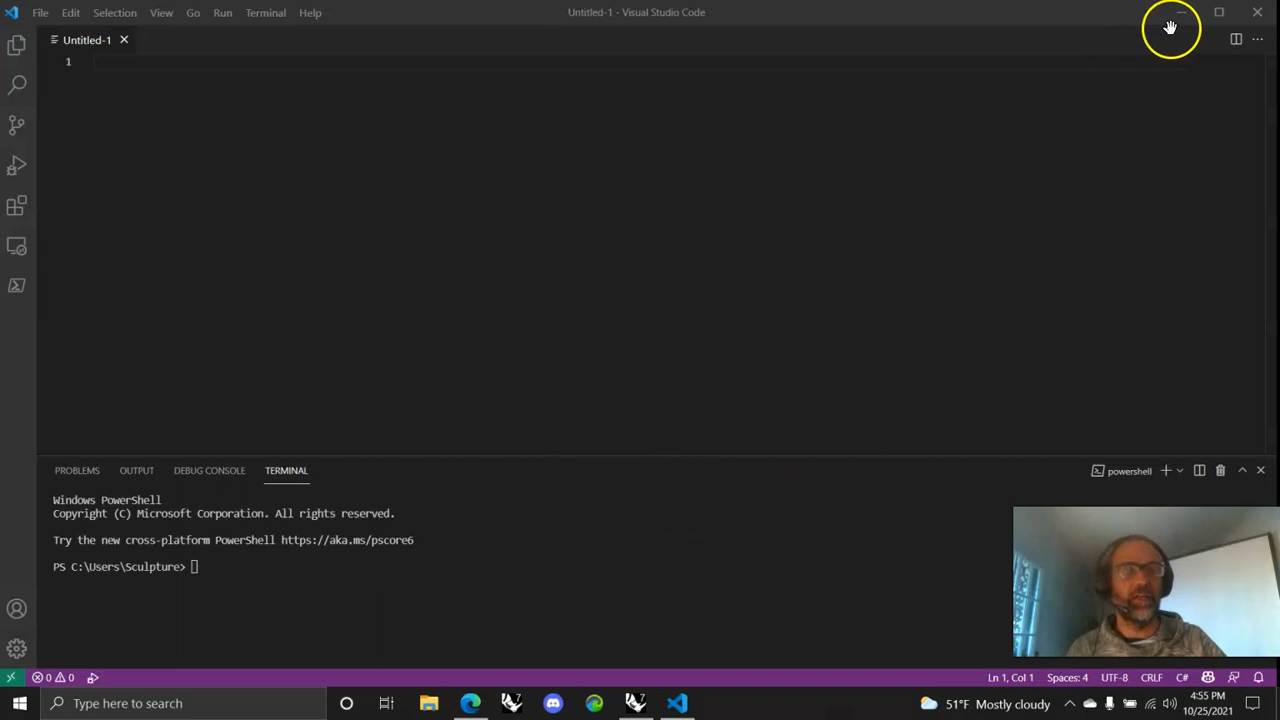 File Edit Selection View Go Run Terminal Help
Untitled-1 - Visual Studio Code
Untitled-1
1
PROBLEMS OUTPUT DEBUG CONSOLE TERMINAL
powershell
Windows PowerShell
Copyright (C) Microsoft Corporation. All rights reserved.
Try the new cross-platform PowerShell https://aka.ms/pscore6
PS C:\Users\Sculpture>
0 0
Ln 1, Col 1 Spaces: 4 UTF-8 CRLF C#
Type here to search
7
7
51°F Mostly cloudy
4:55 PM
10/25/2021